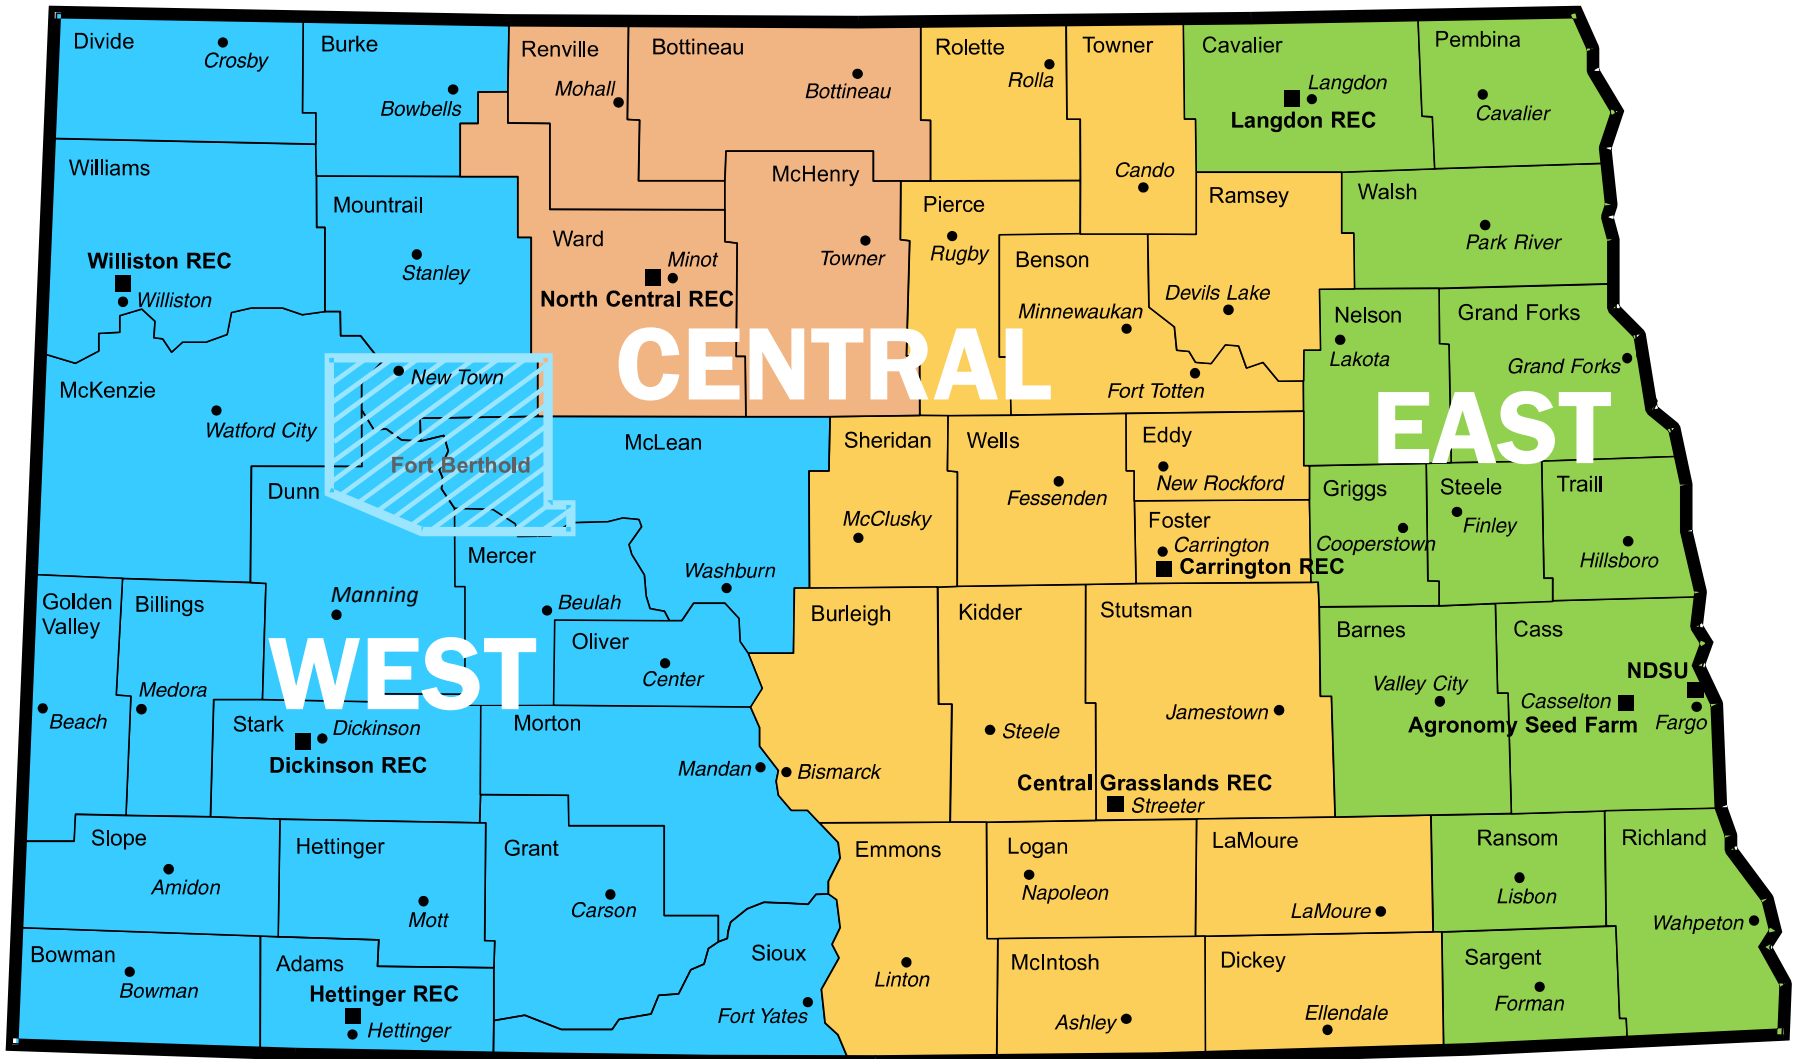 Divide
Crosby
Burke
Bowbells
Renville
Mohall
Bottineau
Bottineau
Rolette
Rolla
Towner
Cando
Cavalier
Langdon
Langdon REC
Pembina
Cavalier
Williams
Williston REC
Williston
Mountrail
Stanley
Ward
Minot
North Central REC
McHenry
Towner
Pierce
Rugby
Benson
Minnewaukan
Fort Totten
Ramsey
Devils Lake
Walsh
Park River
Nelson
Lakota
Grand Forks
Grand Forks
CENTRAL
EAST
McKenzie
Watford City
New Town
Fort Berthold
McLean
Washburn
Sheridan
McClusky
Wells
Fessenden
Eddy
New Rockford
Foster
Carrington
Carrington REC
Griggs
Cooperstown
Steele
Finley
Traill
Hillsboro
Dunn
Manning
Mercer
Beulah
Golden
Valley
Beach
Billings
Medora
WEST
Oliver
Center
Burleigh
Bismarck
Kidder
Steele
Stutsman
Jamestown
Central Grasslands REC
Streeter
Barnes
Valley City
Cass
NDSU
Casselton
Agronomy Seed Farm
Fargo
Stark
Dickinson
Dickinson REC
Morton
Mandan
Slope
Amidon
Hettinger
Mott
Grant
Carson
Emmons
Linton
Logan
Napoleon
LaMoure
LaMoure
Ransom
Lisbon
Richland
Wahpeton
Bowman
Bowman
Adams
Hettinger REC
Hettinger
Sioux
Fort Yates
McIntosh
Ashley
Dickey
Ellendale
Sargent
Forman